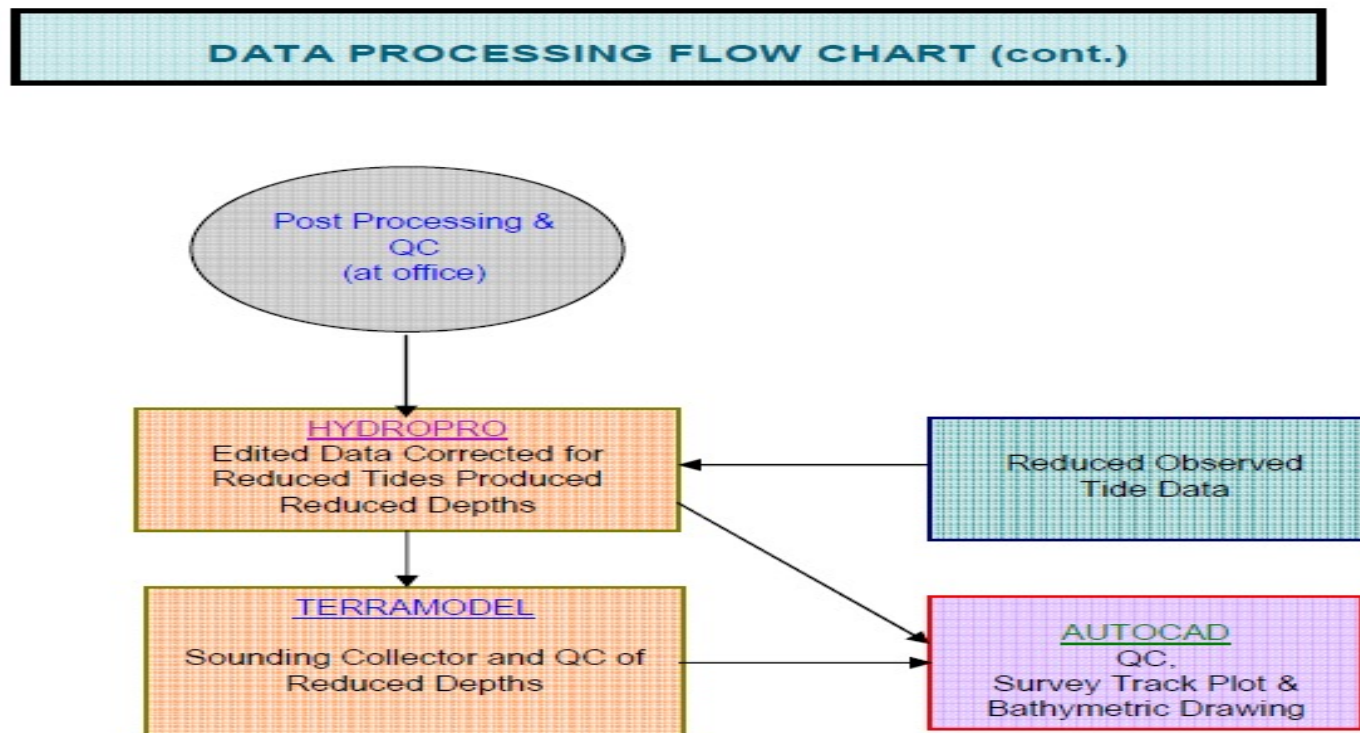 DATA PROCESSING FLOW CHART (cont.)
Post Processing &
QC
(at office)
HYDROPRO
Edited Data Corrected for
Reduced Tides Produced
Reduced Depths
Reduced Observed
Tide Data
TERRAMODEL
Sounding Collector and QC of
Reduced Depths
AUTOCAD
QC,
Survey Track Plot &
Bathymetric Drawing